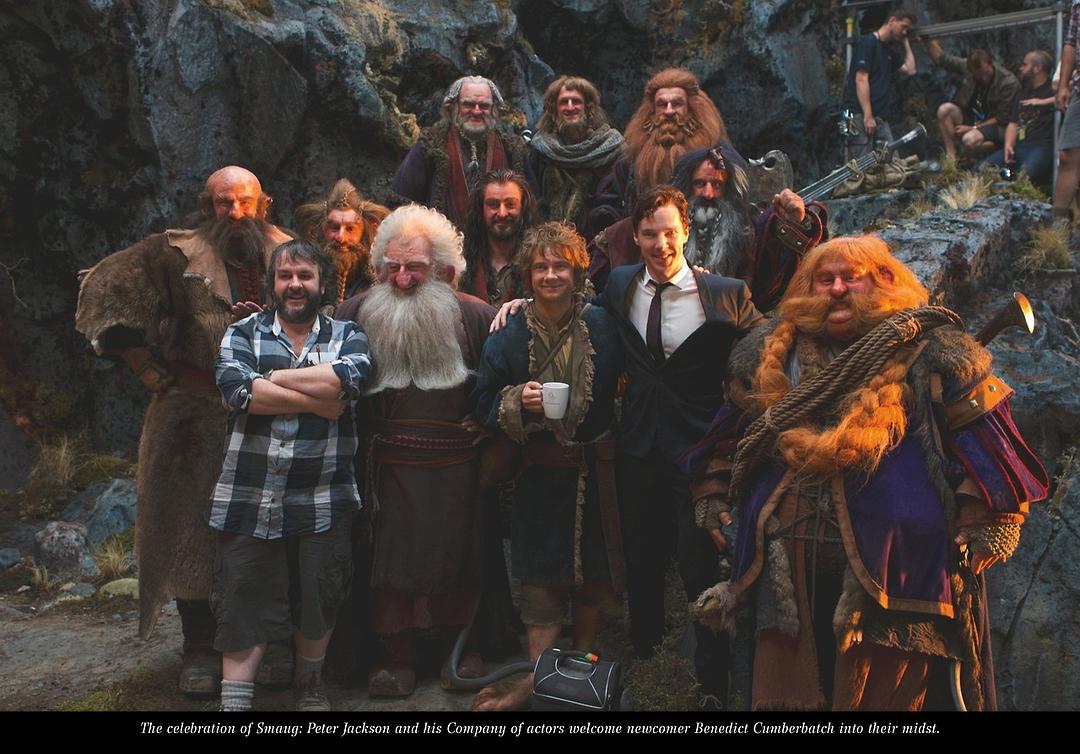 The celebration of Smaug: Peter Jackson and his Company of actors welcome newcomer Benedict Cumberbatch into their midst.